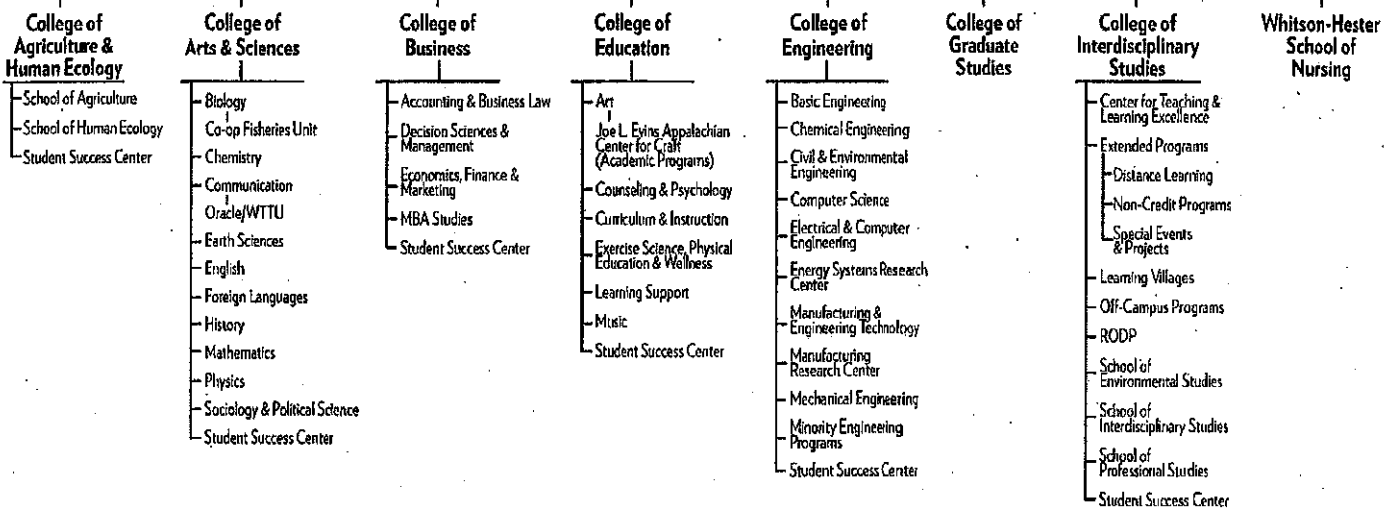 College of
Agriculture &
Human Ecology
School of Agriculture
School of Human Ecology
Student Success Center
College of
Arts & Sciences
Biology
Co-op Fisheries Unit
Chemistry
Communication
Oracle/WTTU
Earth Sciences
English
Foreign Languages
History
Mathematics
Physics
Sociology & Political Science
Student Success Center
College of
Business
Accounting & Business Law
Decision Sciences &
Management
Economics, Finance &
Marketing
MBA Studies
Student Success Center
College of
Education
Art
Joe L. Evins Appalachian
Center for Craft
(Academic Programs)
Counseling & Psychology
Curriculum & Instruction
Exercise Science, Physical
Education & Wellness
Learning Support
Music
Student Success Center
College of
Engineering
Basic Engineering
Chemical Engineering
Civil & Environmental
Engineering
Computer Science
Electrical & Computer
Engineering
Energy Systems Research
Center
Manufacturing &
Engineering Technology
Manufacturing
Research Center
Mechanical Engineering
Minority Engineering
Programs
Student Success Center
College of
Graduate
Studies
College of
Interdisciplinary
Studies
Center for Teaching &
Learning Excellence
Extended Programs
Distance Learning
Non-Credit Programs
Special Events
& Projects
Learning Villages
Off-Campus Programs
RODP
School of
Environmental Studies
School of
Interdisciplinary Studies
School of
Professional Studies
Student Success Center
Whitson-Hester
School of
Nursing